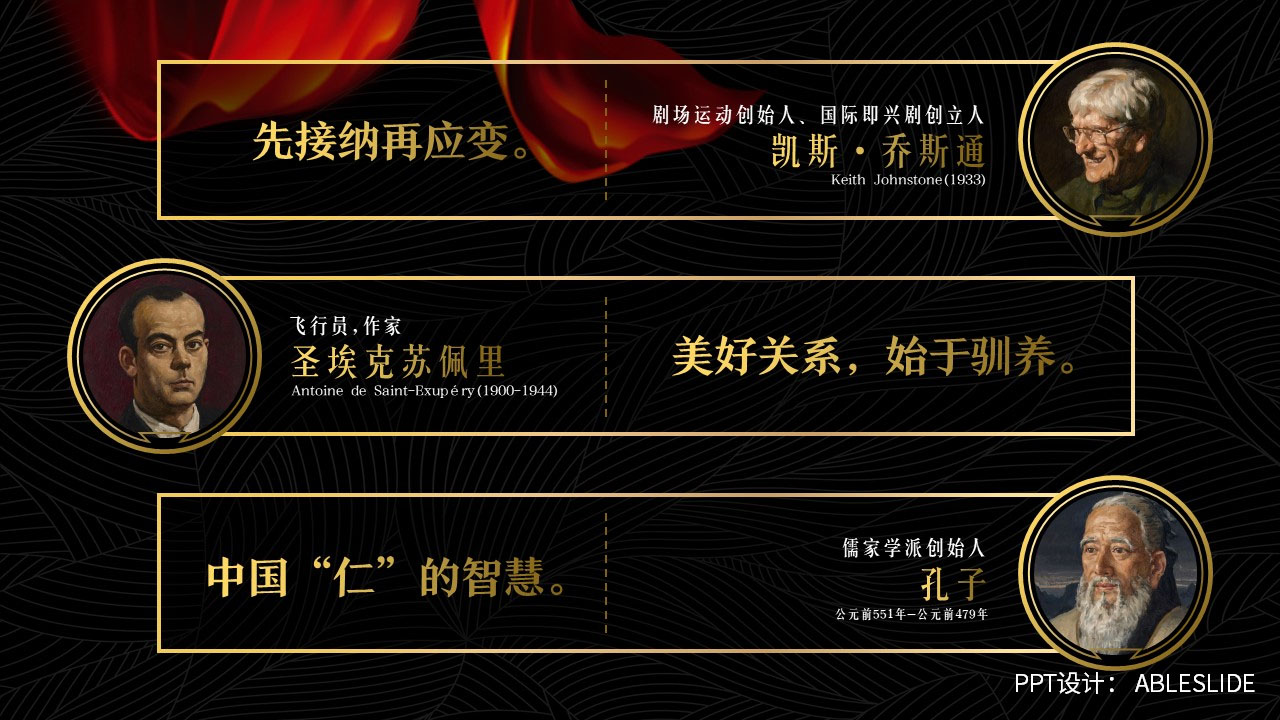 先接纳再应变。
剧场运动创始人、国际即兴剧创立人
凯斯·乔斯通
Keith Johnstone(1933)
飞行员,作家
圣埃克苏佩里
Antoine de Saint-Exupéry(1900-1944)
美好关系，始于驯养。
中国“仁”的智慧。
儒家学派创始人
孔子
公元前551年-公元前479年
PPT设计： ABLESLIDE